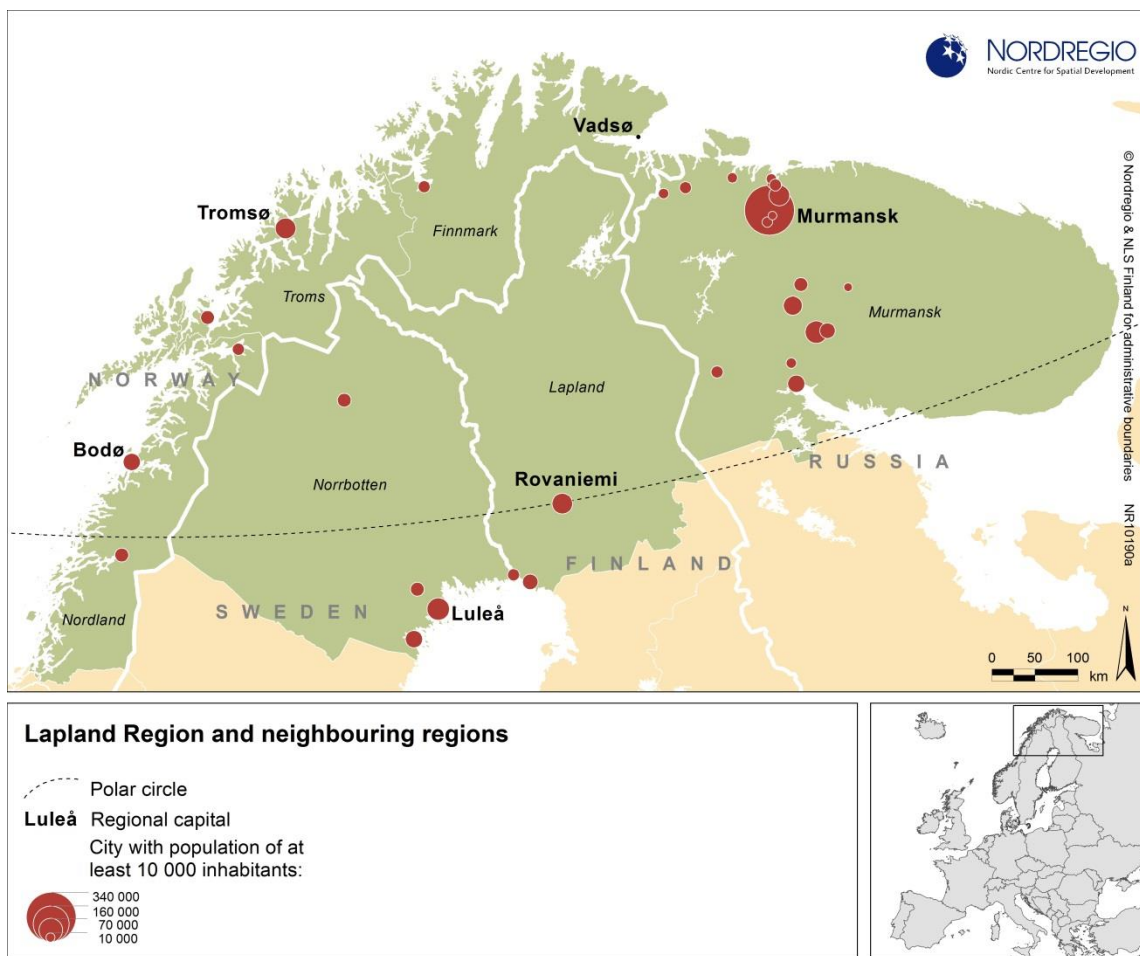 NORDREGIO
Nordic Centre for Spatial Development
Vadsø
Tromsø
Murmansk
Finnmark
Troms
Murmansk
NORWAY
Lapland
Bodø
Norrbotten
Rovaniemi
RUSSIA
FINLAND
Nordland
SWEDEN
Luleå
© Nordregio & NLS Finland for administrative boundaries NR10190a
N
0 50 100
km
Lapland Region and neighbouring regions
Polar circle
Luleå Regional capital
City with population of at
least 10 000 inhabitants:
340 000
160 000
70 000
10 000